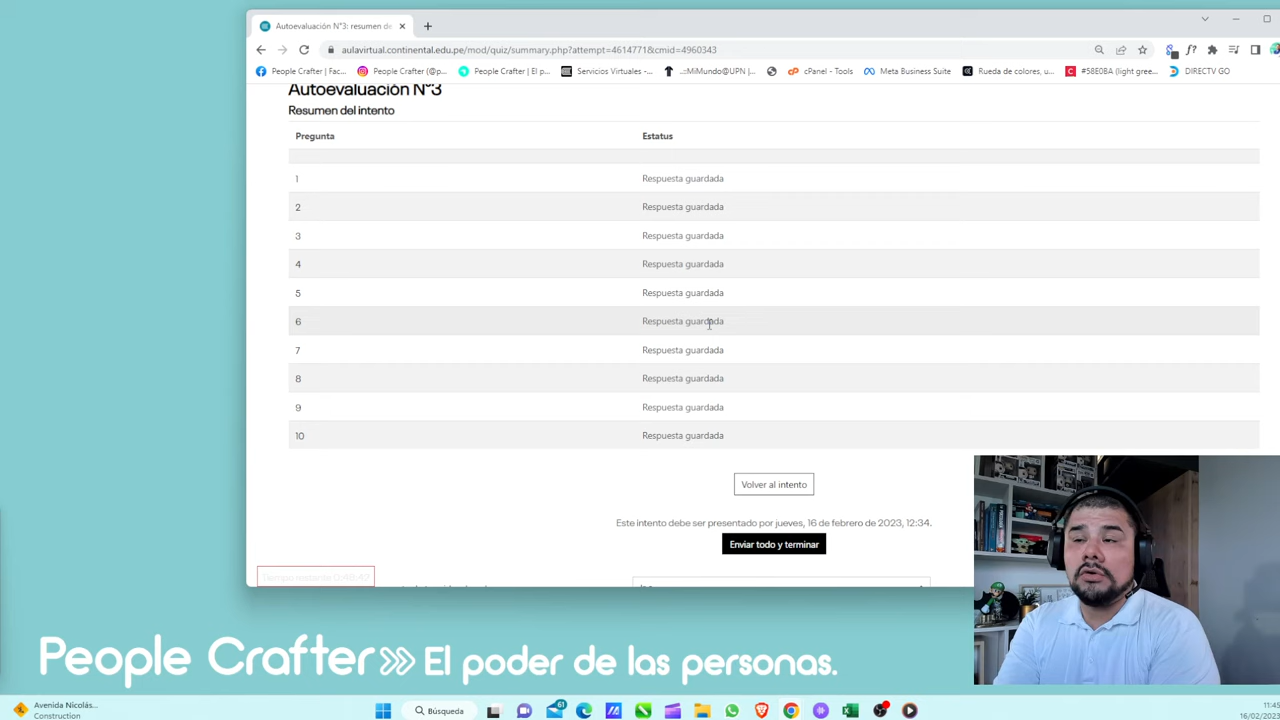 Autoevaluación N°3: resumen de
aulavirtual.continental.edu.pe/mod/quiz/summary.php?attempt=4614771&cmid=4960343
People Crafter | Fac... People Crafter (@p... People Crafter | El p... Servicios Virtuales -... ..::MiMundo@UPN |... cPanel - Tools Meta Business Suite Rueda de colores, u... #58E0BA (light gree... DIRECTV GO
Autoevaluación N°3
Resumen del intento
Pregunta Estatus
1 Respuesta guardada
2 Respuesta guardada
3 Respuesta guardada
4 Respuesta guardada
5 Respuesta guardada
6 Respuesta guardada
7 Respuesta guardada
8 Respuesta guardada
9 Respuesta guardada
10 Respuesta guardada
Volver al intento
Este intento debe ser presentado por jueves, 16 de febrero de 2023, 12:34.
Enviar todo y terminar
Tiempo restante 0:48:47
People Crafter» El poder de las personas.
Avenida Nicolás...
Construction
Búsqueda
61
11:45
16/02/2023